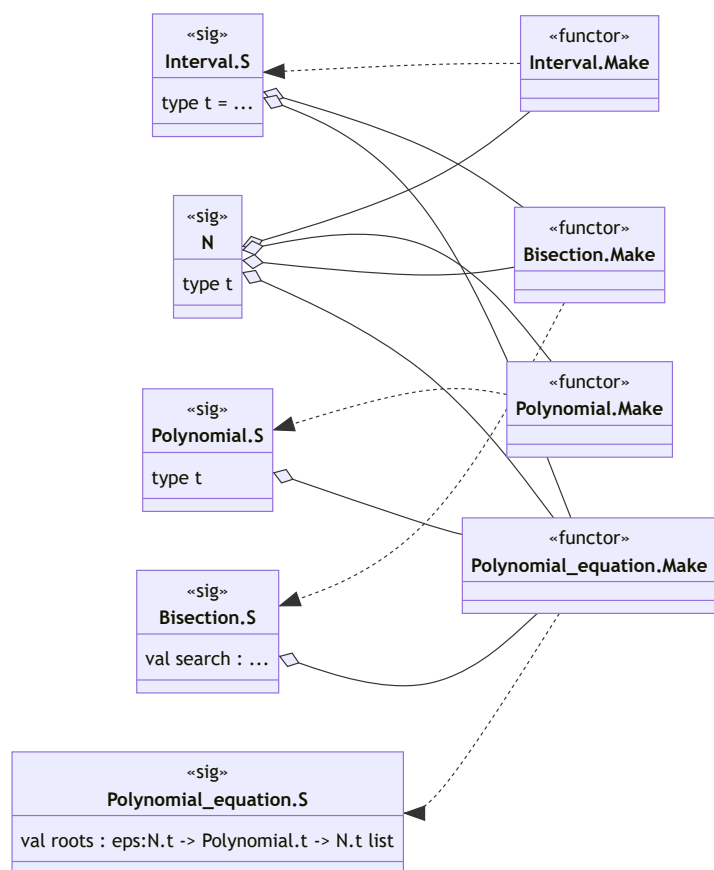 «sig»
Interval.S
type t = ...
«functor»
Interval.Make
«sig»
N
type t
«functor»
Bisection.Make
«sig»
Polynomial.S
type t
«functor»
Polynomial.Make
«functor»
Polynomial_equation.Make
«sig»
Bisection.S
val search : ...
«sig»
Polynomial_equation.S
val roots : eps:N.t -> Polynomial.t -> N.t list